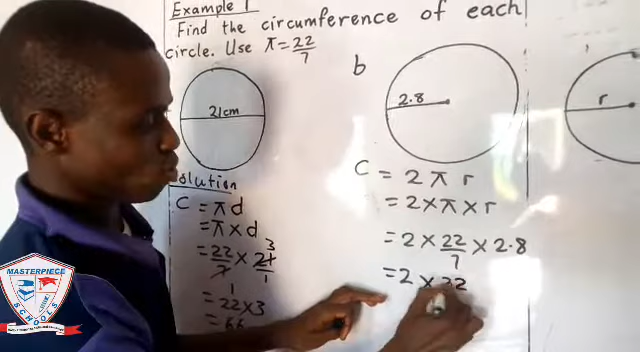 Example 1
Find the circumference of each
circle. Use π = 22/7
21cm
Solution
C = πd
= π × d
= 22/7 × 21/1
3
1
= 22 × 3
= 66
b
2.8
C = 2πr
= 2 × π × r
= 2 × 22/7 × 2.8
= 2 × 22
r
MASTERPIECE